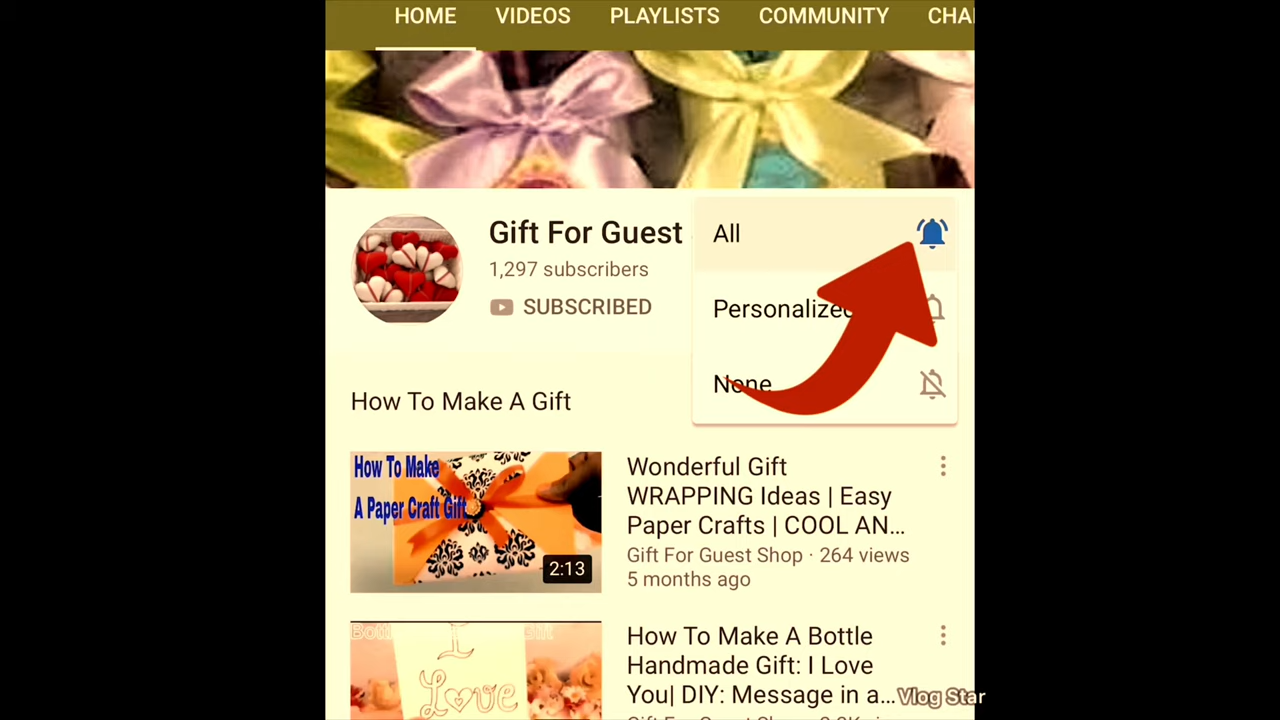 HOME VIDEOS PLAYLISTS COMMUNITY CHA
Gift For Guest
1,297 subscribers
SUBSCRIBED
All
Personalized
None
How To Make A Gift
How To Make
A Paper Craft Gift
2:13
Wonderful Gift
WRAPPING Ideas | Easy
Paper Crafts | COOL AN...
Gift For Guest Shop · 264 views
5 months ago
I
Love
How To Make A Bottle
Handmade Gift: I Love
You| DIY: Message in a...
Vlog Star